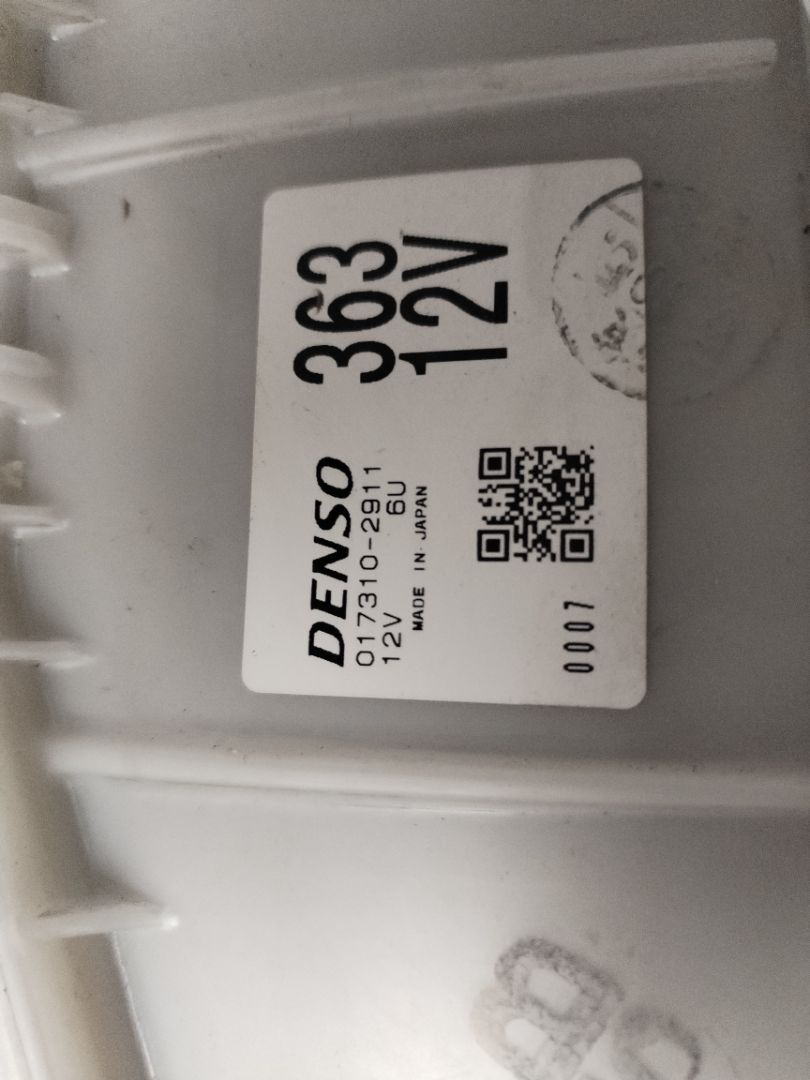 DENSO
017310-2911
12V 6U
MADE IN JAPAN
363
12V
0007